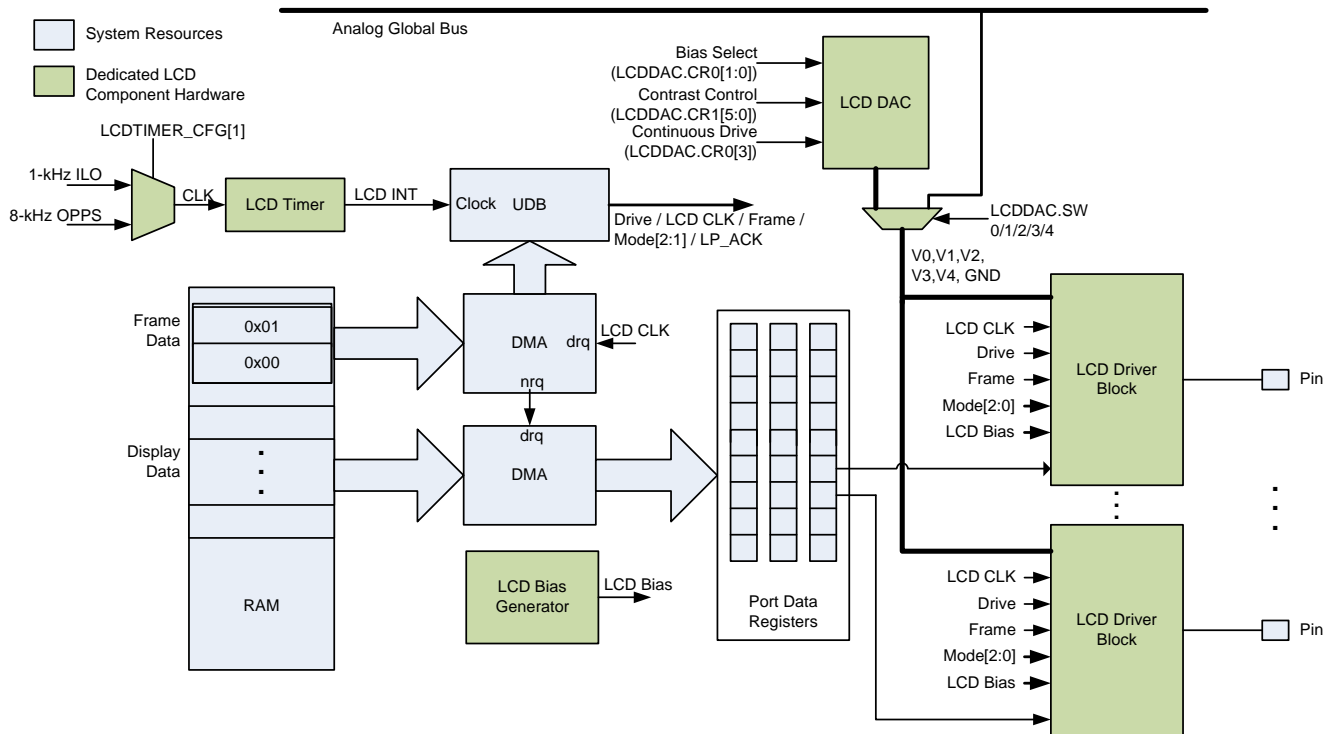 Analog Global Bus
System Resources
Dedicated LCD
Component Hardware
Bias Select
(LCDDAC.CR0[1:0])
Contrast Control
(LCDDAC.CR1[5:0])
Continuous Drive
(LCDDAC.CR0[3])
LCD DAC
LCDTIMER_CFG[1]
1-kHz ILO
8-kHz OPPS
CLK
LCD Timer
LCD INT
Clock
UDB
Drive / LCD CLK / Frame /
Mode[2:1] / LP_ACK
LCDDAC.SW
0/1/2/3/4
V0,V1,V2,
V3,V4, GND
Frame
Data
0x01
0x00
DMA
drq
LCD CLK
nrq
Display
Data
drq
DMA
RAM
LCD Bias
Generator
LCD Bias
Port Data
Registers
LCD CLK
Drive
Frame
Mode[2:0]
LCD Bias
LCD Driver
Block
Pin
LCD CLK
Drive
Frame
Mode[2:0]
LCD Bias
LCD Driver
Block
Pin